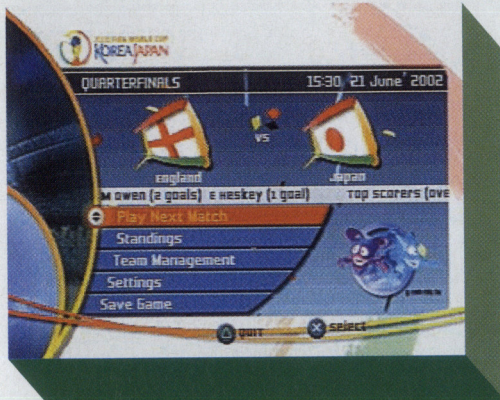 2002 FIFA WORLD CUP
KOREA JAPAN
QUARTERFINALS 15:30 21 June' 2002
VS
England Japan
M Owen (2 goals) E Heskey (1 goal) Top scorers (ove
Play Next Match
Standings
Team Management
Settings
Save Game
quit select